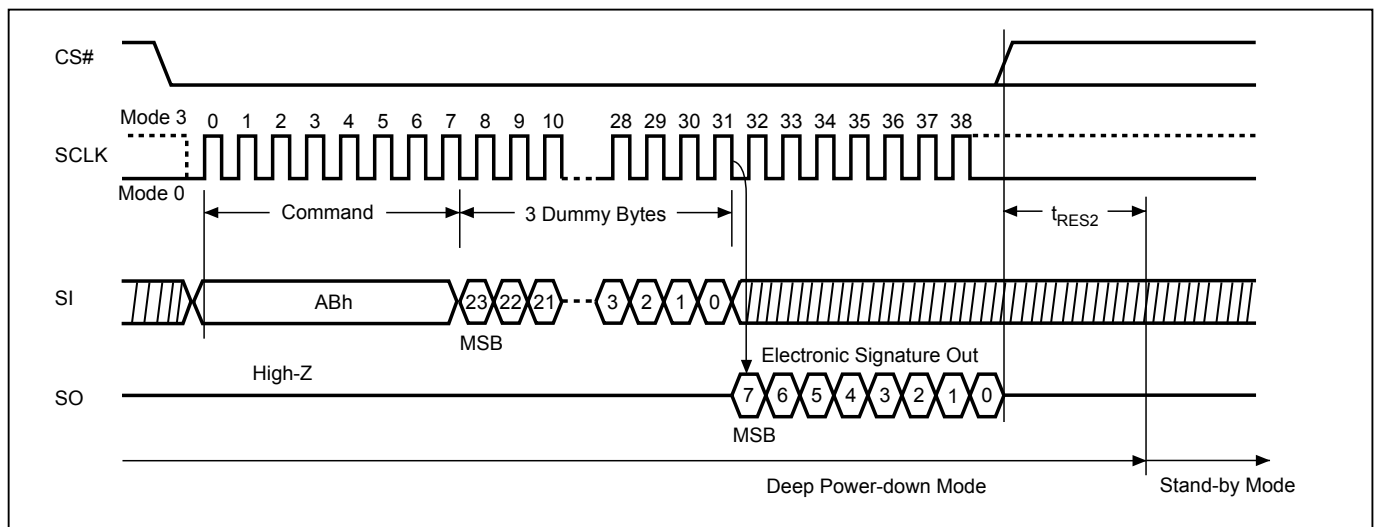 CS#
Mode 3 0 1 2 3 4 5 6 7 8 9 10 28 29 30 31 32 33 34 35 36 37 38
SCLK
Mode 0
Command 3 Dummy Bytes tRES2
SI ABh 23 22 21 3 2 1 0
MSB
High-Z Electronic Signature Out
SO 7 6 5 4 3 2 1 0
MSB
Deep Power-down Mode Stand-by Mode